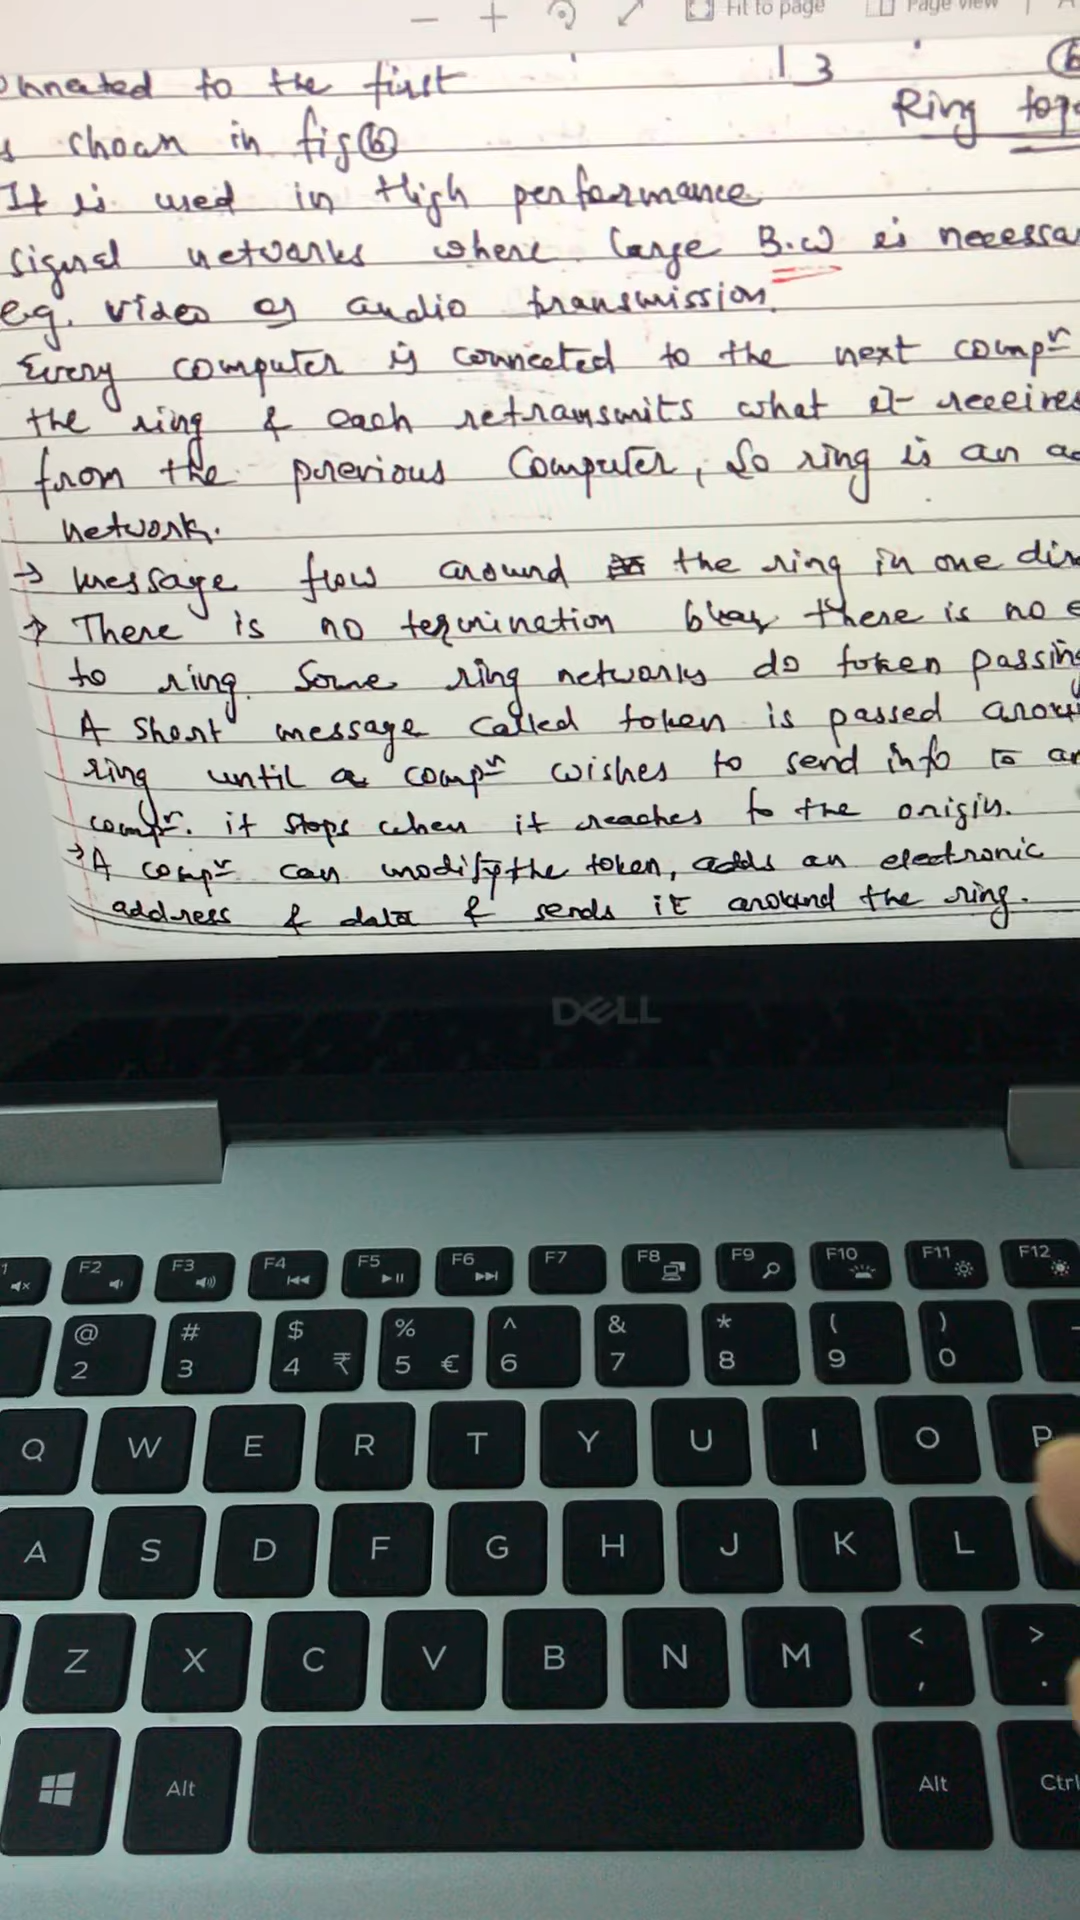 Fit to page Page view
onnected to the first 13
Ring top
s shown in fig ⓑ
It is used in High performance
signal networks where large B.W is necessa
e.g. video or audio transmission.
Every computer is connected to the next compʳ
the ring & each retransmits what it receives
from the previous Computer, So ring is an ac
network.
→ message flow around the ring in one dir
→ There is no termination bcoz there is no e
to ring. Some ring networks do token passing
A short message called token is passed arou
ring until a compʳ wishes to send info to an
compʳ. it stops when it reaches to the origin.
→ A compʳ can modify the token, adds an electronic
address & data & sends it around the ring.
DELL
1 F2 F3 F4 F5 F6 F7 F8 F9 F10 F11 F12
@ 2 # 3 $ 4 ₹ % 5 € ^ 6 & 7 * 8 ( 9 ) 0 -
Q W E R T Y U I O P
A S D F G H J K L
Z X C V B N M < , > .
Alt Alt Ctrl